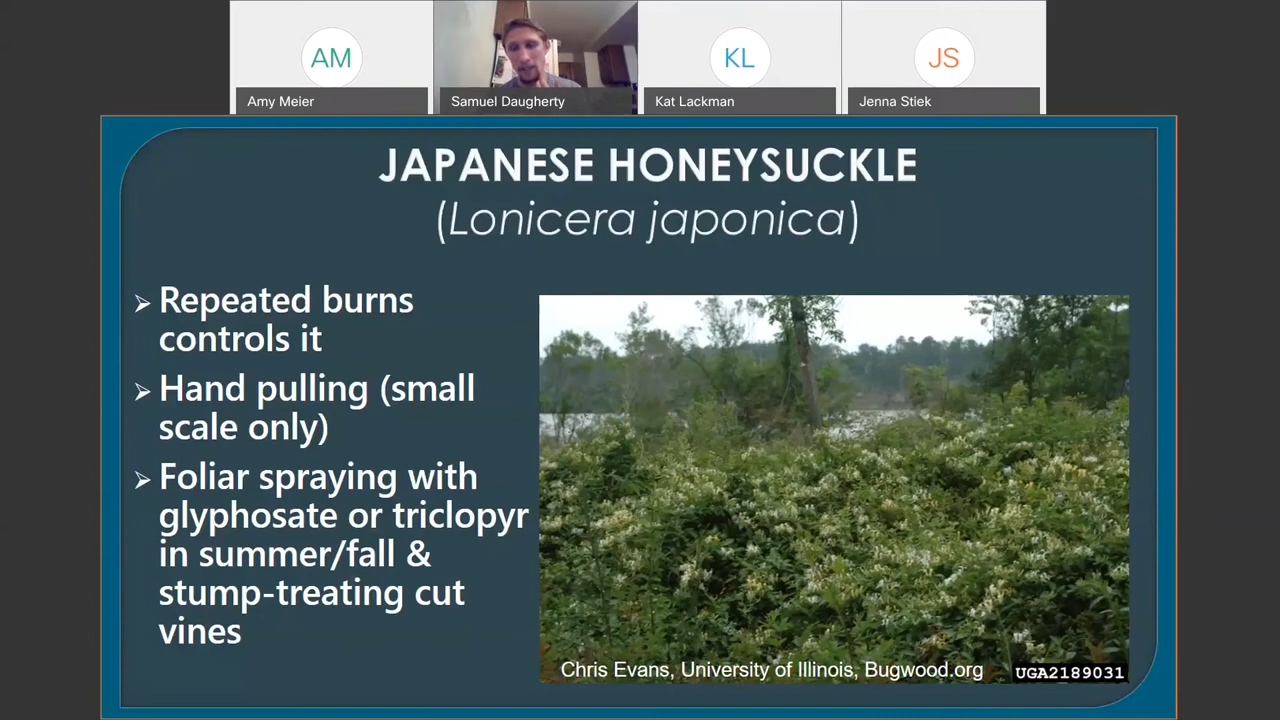 AM
KL
JS
Amy Meier
Samuel Daugherty
Kat Lackman
Jenna Stiek
JAPANESE HONEYSUCKLE
(Lonicera japonica)
Repeated burns
controls it
Hand pulling (small
scale only)
Foliar spraying with
glyphosate or triclopyr
in summer/fall &
stump-treating cut
vines
Chris Evans, University of Illinois, Bugwood.org
UGA2189031